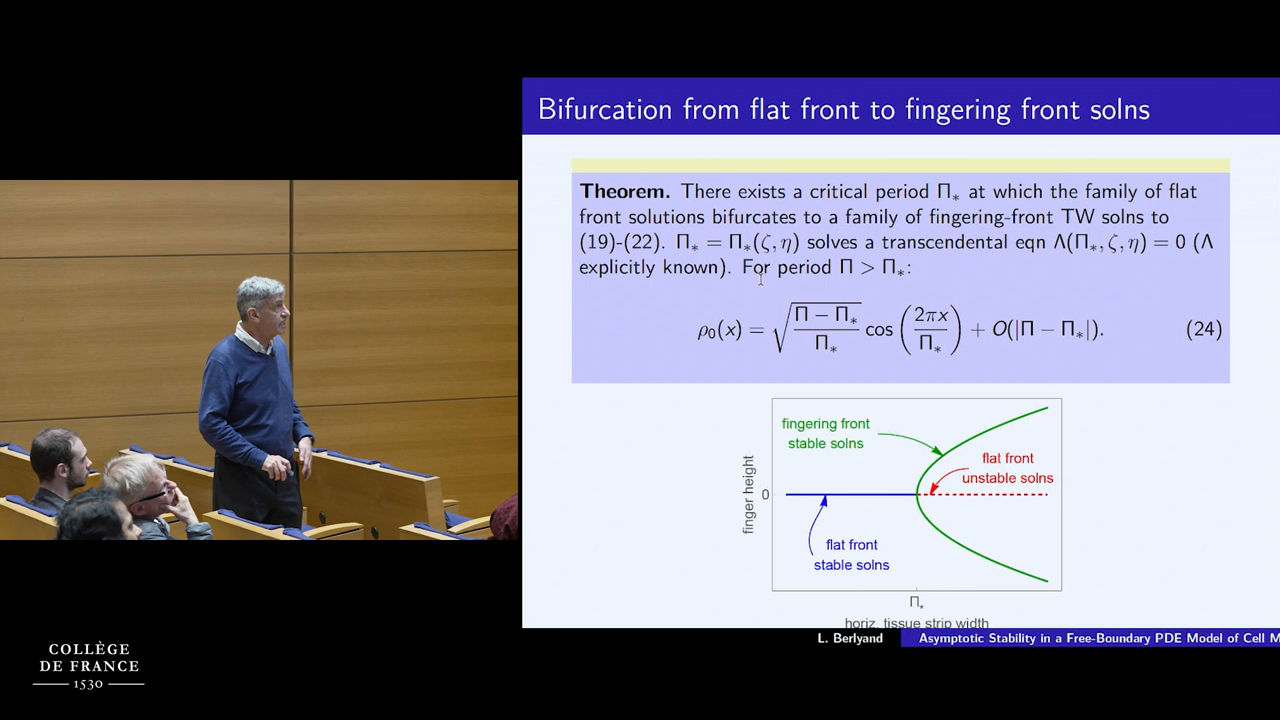 Bifurcation from flat front to fingering front solns
Theorem. There exists a critical period Π∗ at which the family of flat
front solutions bifurcates to a family of fingering-front TW solns to
(19)-(22). Π∗ = Π∗(ζ, η) solves a transcendental eqn Λ(Π∗, ζ, η) = 0 (Λ
explicitly known). For period Π > Π∗:
ρ₀(x) = √((Π − Π∗)/Π∗) cos (2πx/Π∗) + O(|Π − Π∗|). (24)
fingering front
stable solns
flat front
unstable solns
finger height
0
flat front
stable solns
Π∗
horiz. tissue strip width
L. Berlyand
Asymptotic Stability in a Free-Boundary PDE Model of Cell M
COLLÈGE
DE FRANCE
1530